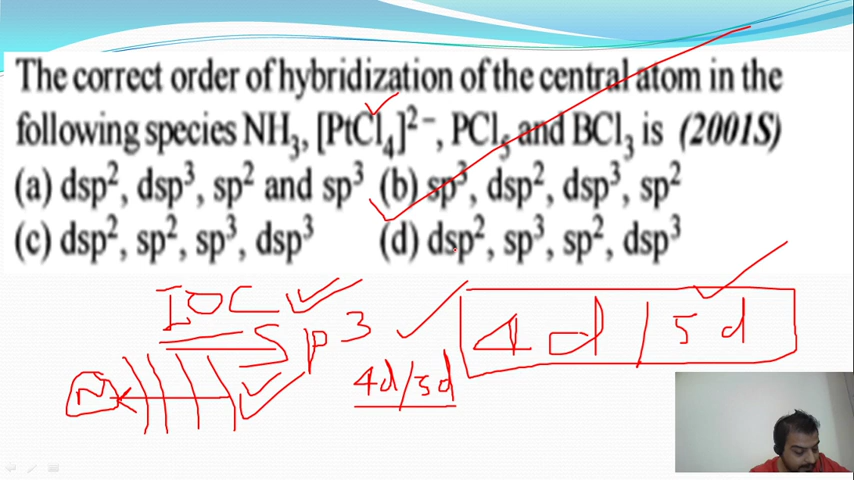 The correct order of hybridization of the central atom in the
following species NH3, [PtCl4]2–, PCl5 and BCl3 is (2001S)
(a) dsp2, dsp3, sp2 and sp3 (b) sp3, dsp2, dsp3, sp2
(c) dsp2, sp2, sp3, dsp3 (d) dsp2, sp3, sp2, dsp3
IOC
sp3
4d/5d
4d/5d
N